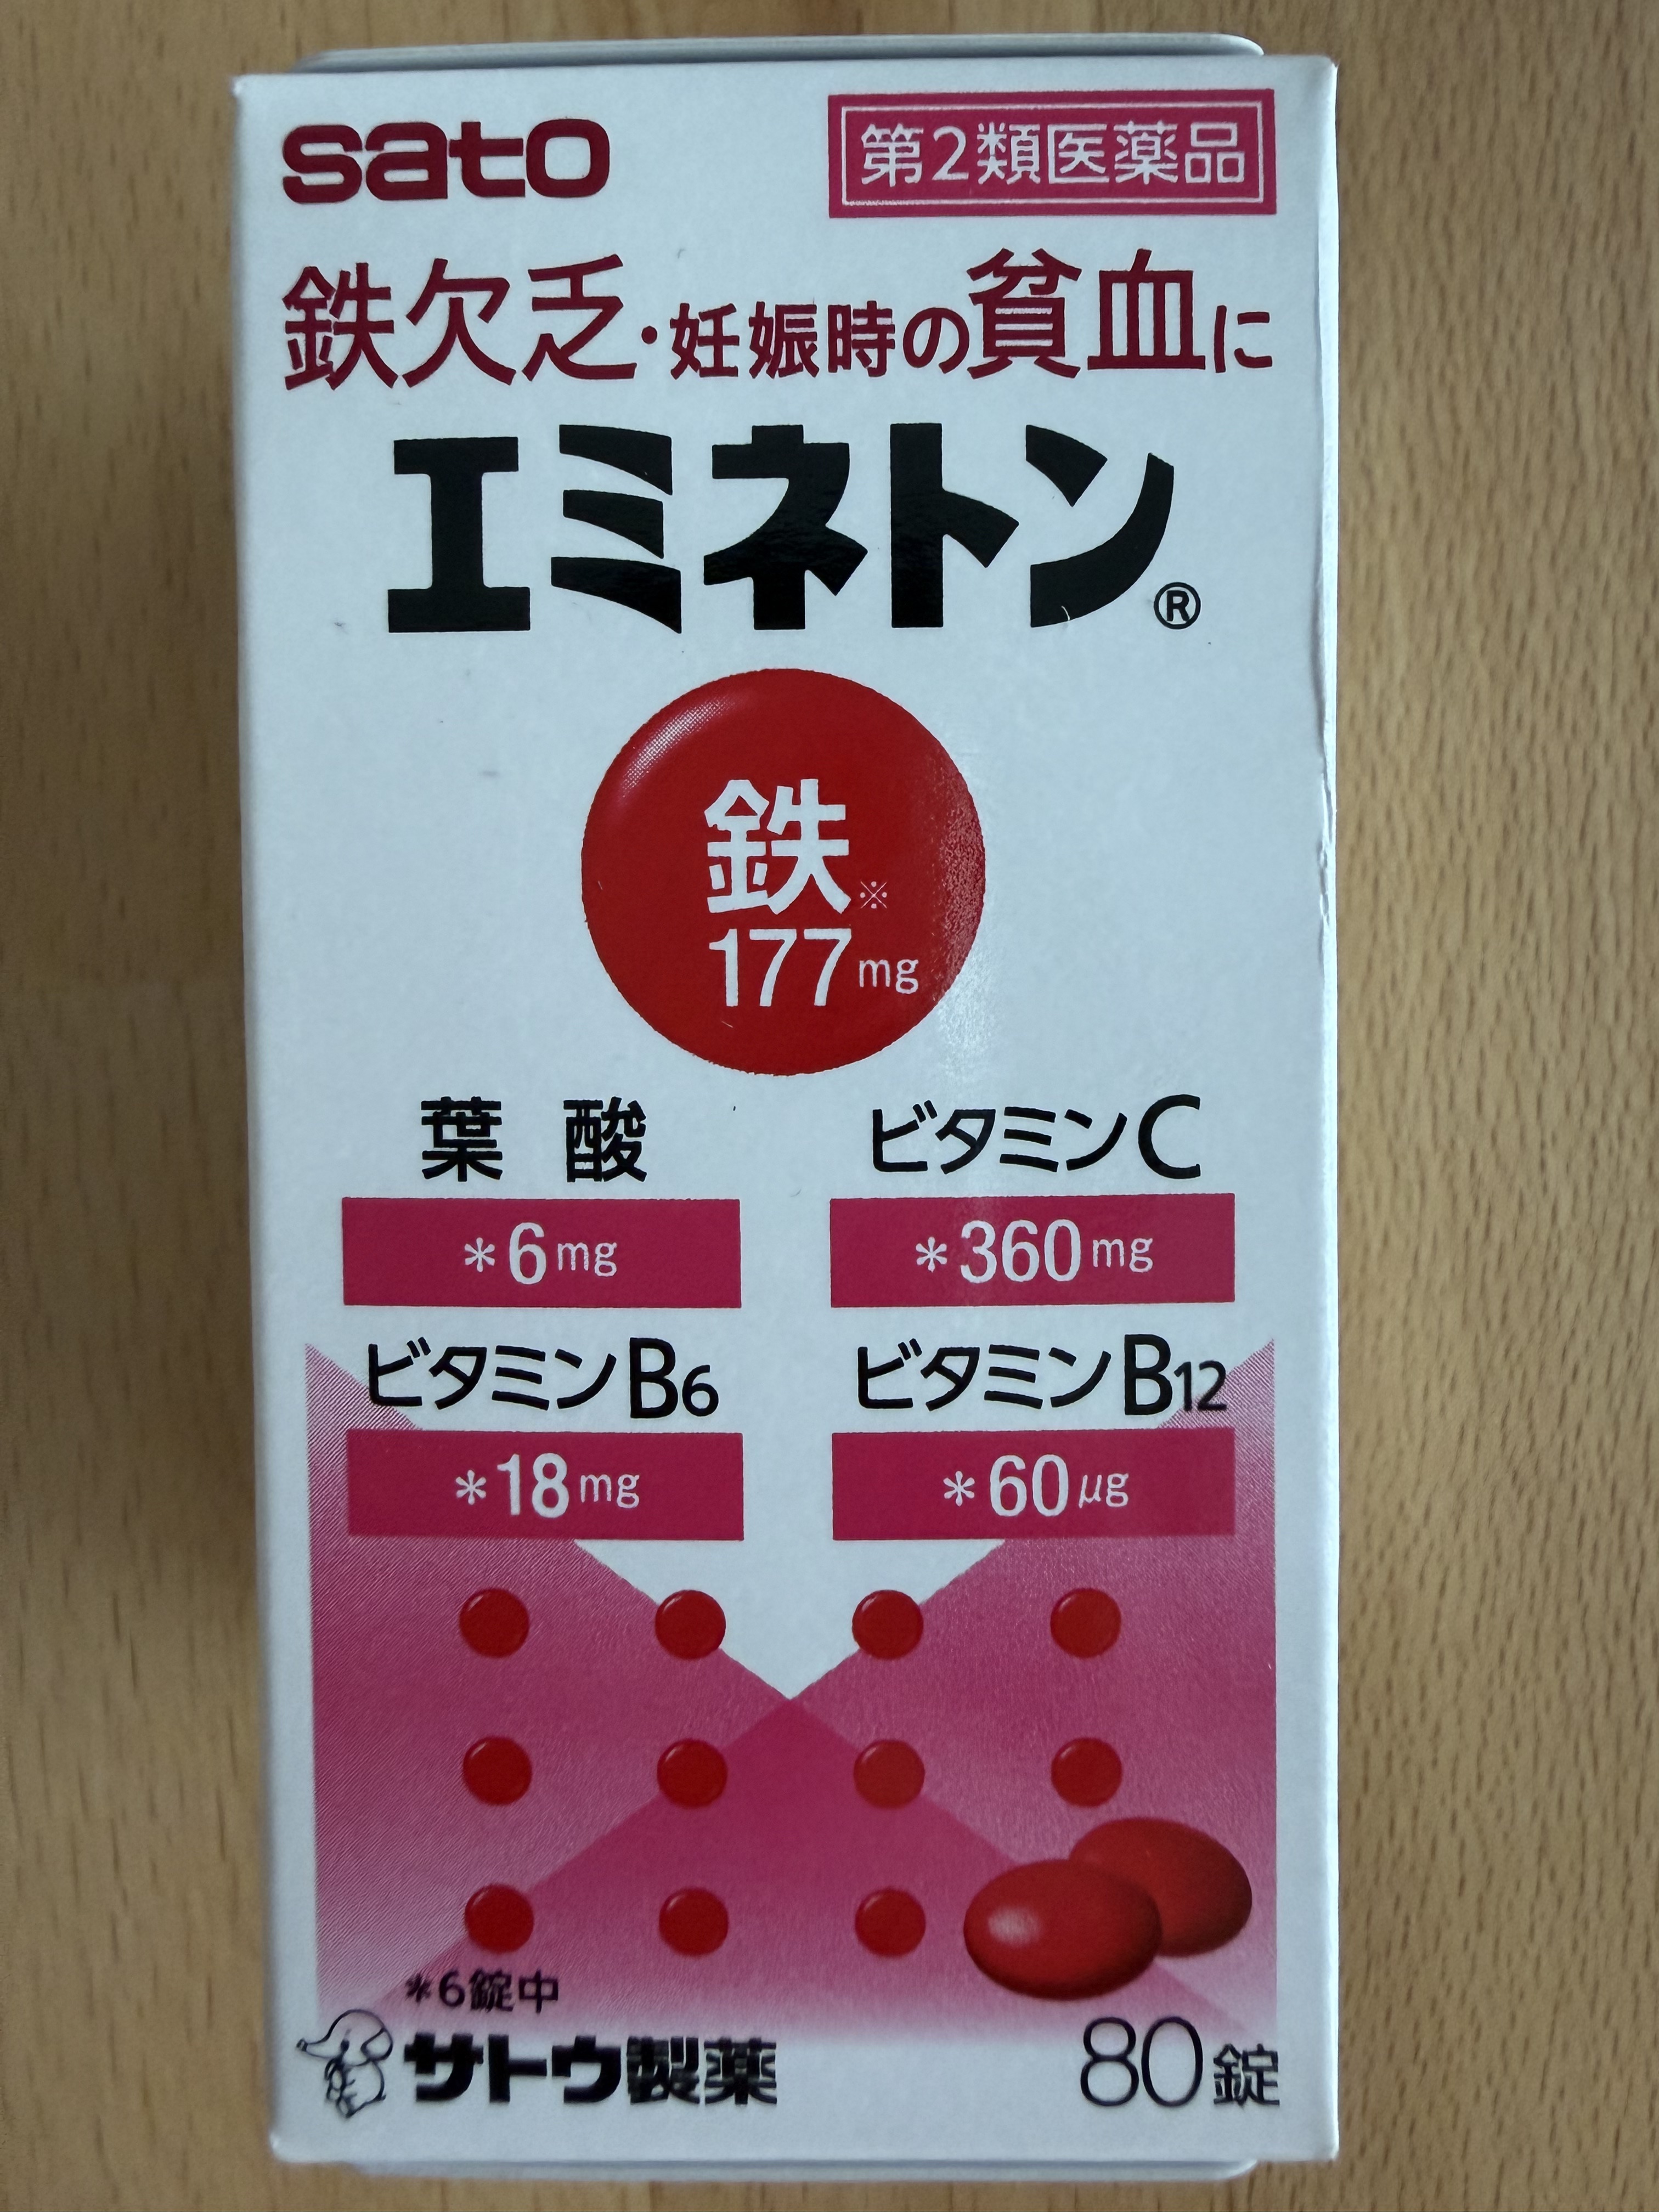 sato
第2類医薬品
鉄欠乏・妊娠時の貧血に
エミネトン®
鉄※
177mg
葉酸 ビタミンC
*6mg *360mg
ビタミンB6 ビタミンB12
*18mg *60μg
*6錠中
サトウ製薬 80錠